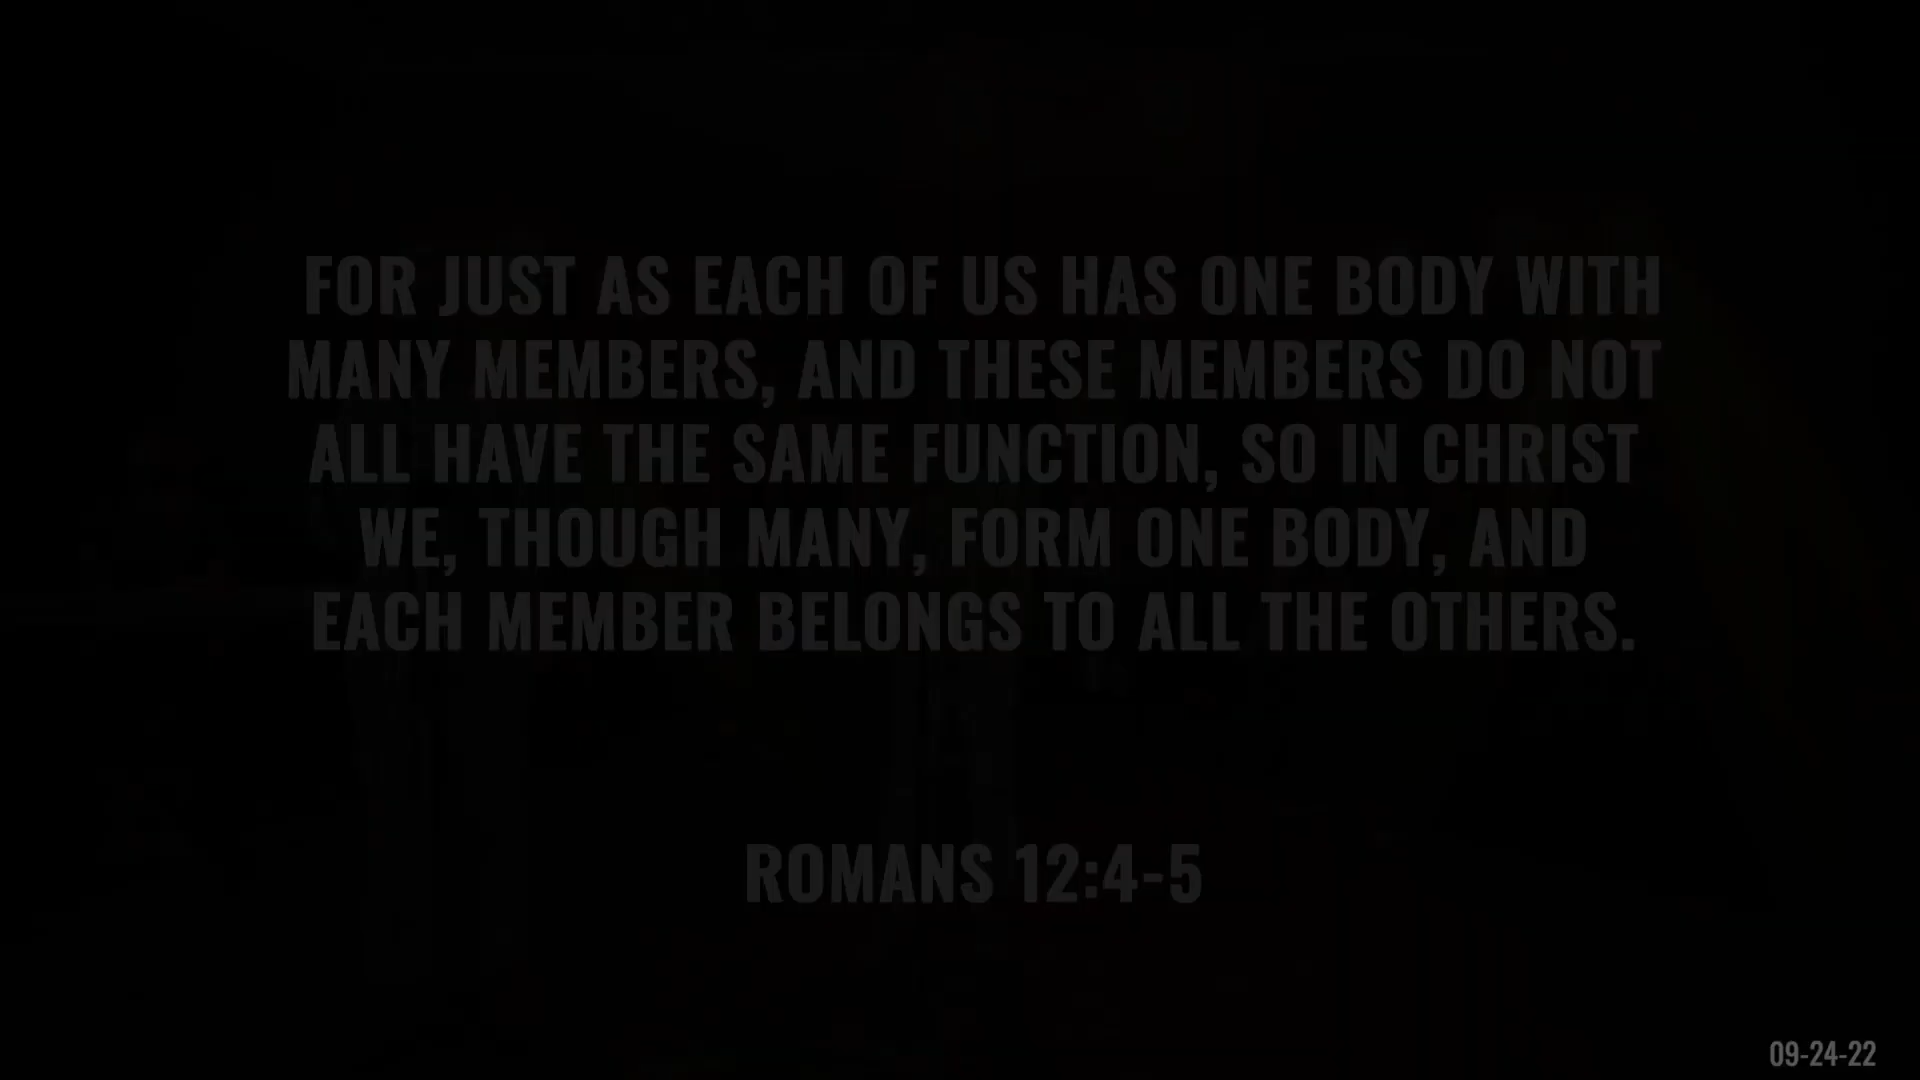 FOR JUST AS EACH OF US HAS ONE BODY WITH
MANY MEMBERS, AND THESE MEMBERS DO NOT
ALL HAVE THE SAME FUNCTION, SO IN CHRIST
WE, THOUGH MANY, FORM ONE BODY, AND
EACH MEMBER BELONGS TO ALL THE OTHERS.
ROMANS 12:4-5
09-24-22